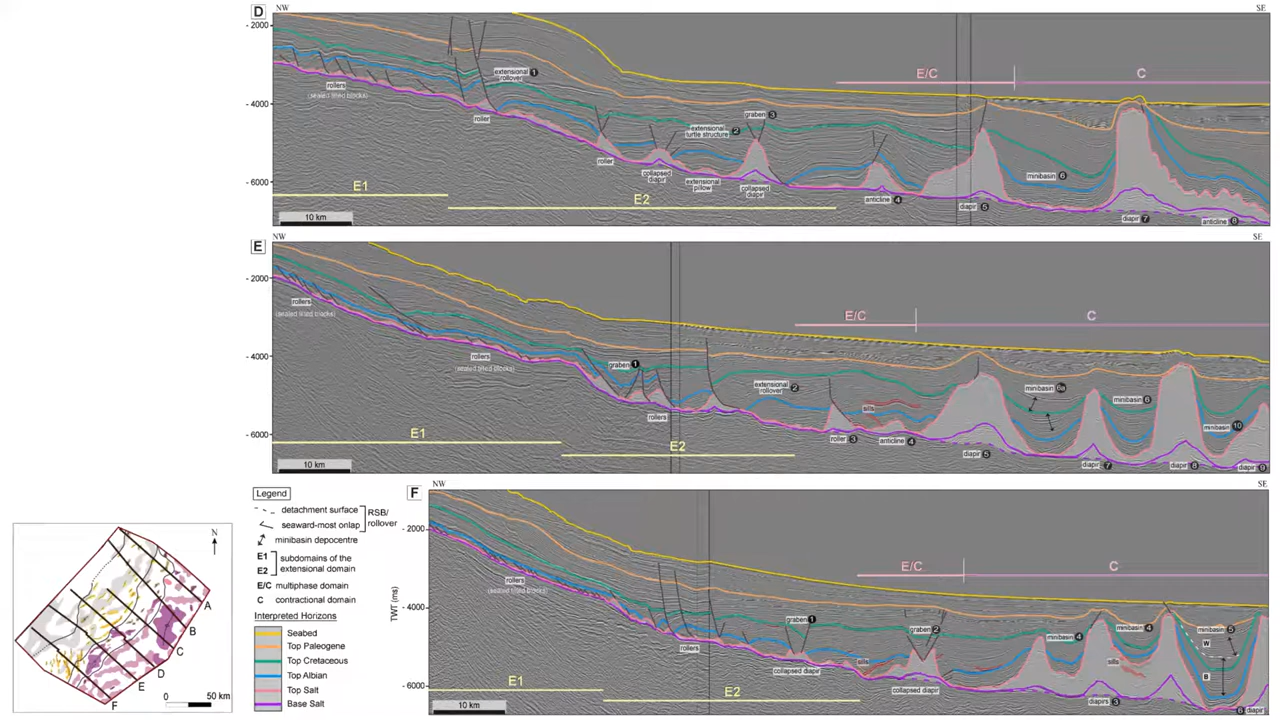 D
NW
SE
- 2000
- 4000
- 6000
rollers
(sealed tilted blocks)
extensional
rollover
1
roller
graben 3
extensional
turtle structure
2
E/C
C
roller
collapsed
diapir
extensional
pillow
collapsed
diapir
anticline 4
diapir 5
minibasin 6
diapir 7
anticline 8
E1
E2
10 km
E
NW
SE
- 2000
- 4000
- 6000
rollers
(sealed tilted blocks)
rollers
(sealed tilted blocks)
graben 1
rollers
extensional
rollover
2
E/C
C
sills
roller 3
anticline 4
diapir 5
minibasin 6a
minibasin 6
diapir 7
diapir 8
minibasin 10
diapir 9
E1
E2
10 km
Legend
detachment surface
seaward-most onlap
RSB/
rollover
minibasin depocentre
E1
E2
subdomains of the
extensional domain
E/C multiphase domain
C contractional domain
Interpreted Horizons
Seabed
Top Paleogene
Top Cretaceous
Top Albian
Top Salt
Base Salt
N
A
B
C
D
E
F
0
50 km
F
NW
SE
TWT (ms)
- 2000
- 4000
- 6000
rollers
(sealed tilted blocks)
rollers
graben 1
collapsed diapir
sills
graben 2
collapsed diapir
E/C
C
minibasin 4
minibasin 4
sills
diapirs 3
minibasin 5
W
B
6 diapir
E1
E2
10 km